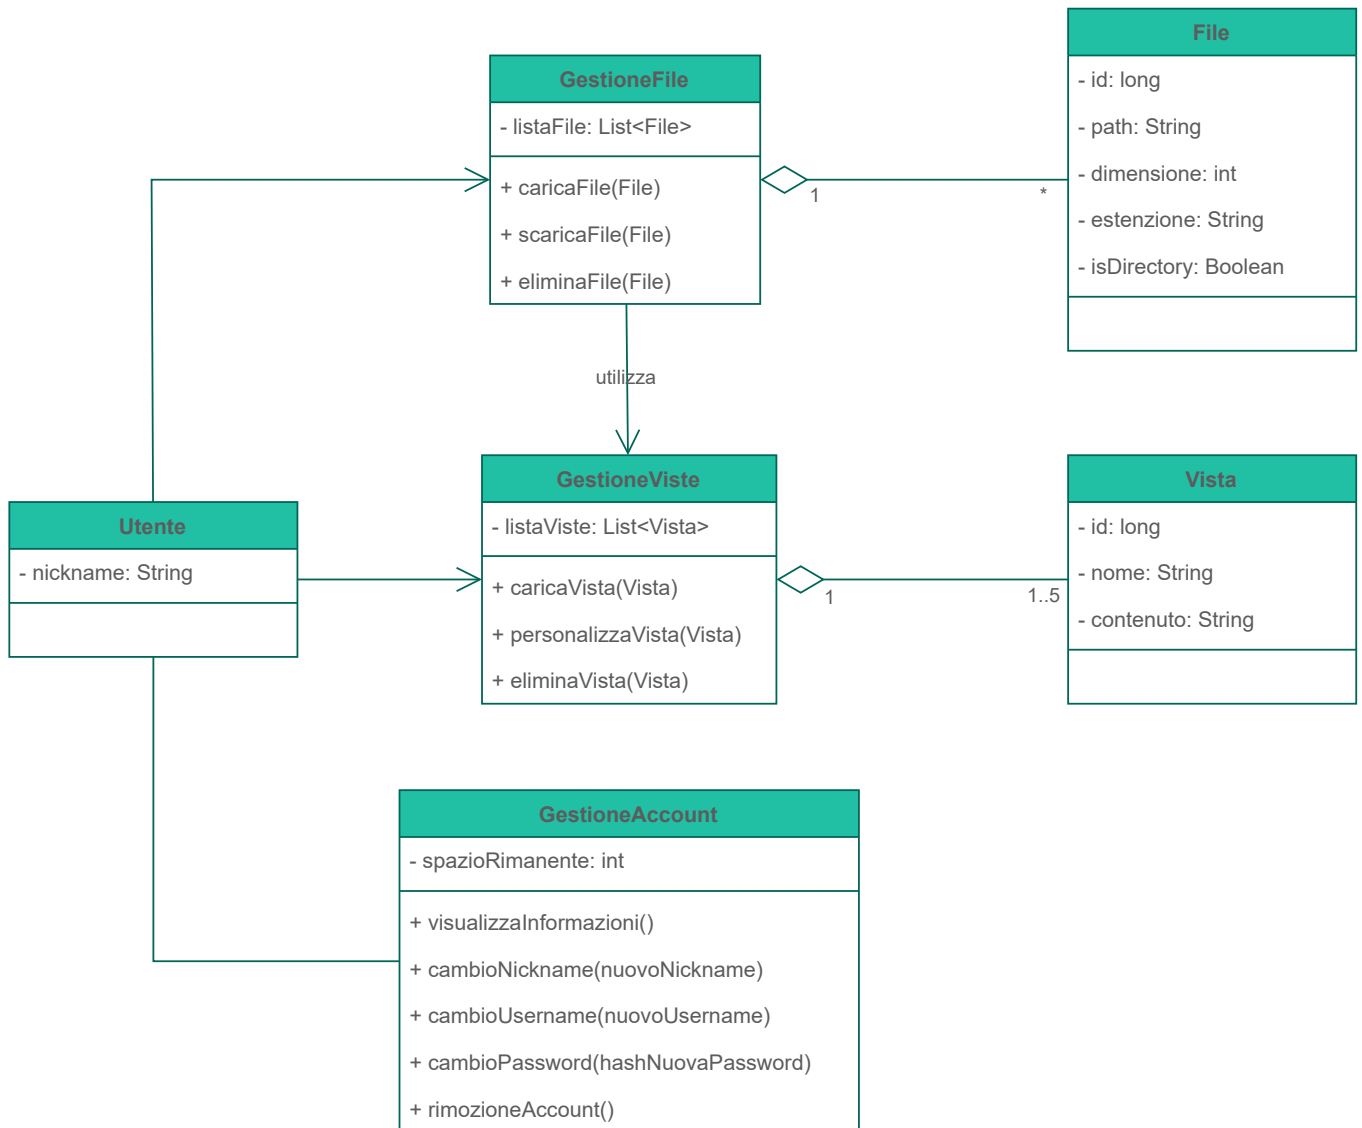 File
- id: long
- path: String
- dimensione: int
- estenzione: String
- isDirectory: Boolean
GestioneFile
- listaFile: List<File>
+ caricaFile(File)
+ scaricaFile(File)
+ eliminaFile(File)
1
*
utilizza
GestioneViste
- listaViste: List<Vista>
+ caricaVista(Vista)
+ personalizzaVista(Vista)
+ eliminaVista(Vista)
1
1..5
Vista
- id: long
- nome: String
- contenuto: String
Utente
- nickname: String
GestioneAccount
- spazioRimanente: int
+ visualizzaInformazioni()
+ cambioNickname(nuovoNickname)
+ cambioUsername(nuovoUsername)
+ cambioPassword(hashNuovaPassword)
+ rimozioneAccount()